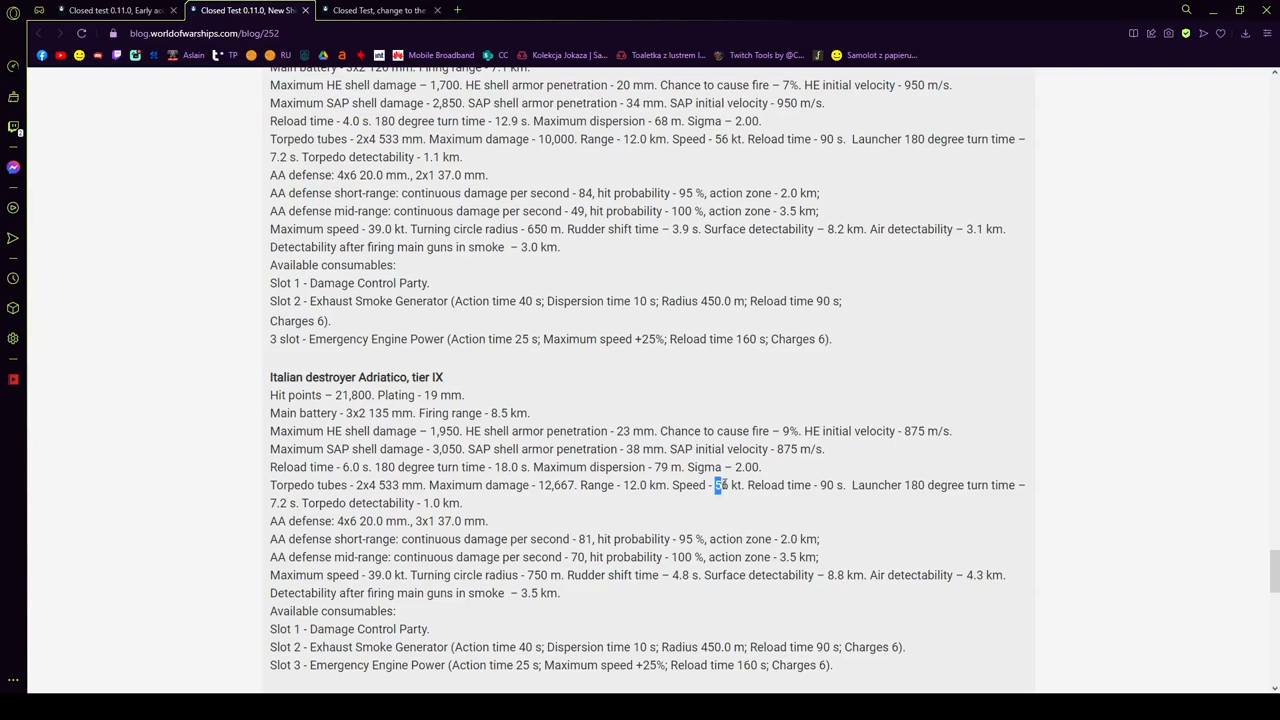 Closed test 0.11.0, Early acc
Closed Test 0.11.0, New Sh
Closed Test, change to the
blog.worldofwarships.com/blog/252
Aslain
TP
RU
Mobile Broadband
CC
Kolekcja Jokaza | Sa...
Toaletka z lustrem I...
Twitch Tools by @C...
Samolot z papieru...
Main battery - 3x2 120 mm. Firing range - 7.1 km.
Maximum HE shell damage – 1,700. HE shell armor penetration - 20 mm. Chance to cause fire – 7%. HE initial velocity - 950 m/s.
Maximum SAP shell damage - 2,850. SAP shell armor penetration - 34 mm. SAP initial velocity - 950 m/s.
Reload time - 4.0 s. 180 degree turn time - 12.9 s. Maximum dispersion - 68 m. Sigma – 2.00.
Torpedo tubes - 2x4 533 mm. Maximum damage - 10,000. Range - 12.0 km. Speed - 56 kt. Reload time - 90 s.  Launcher 180 degree turn time –
7.2 s. Torpedo detectability - 1.1 km.
AA defense: 4x6 20.0 mm., 2x1 37.0 mm.
AA defense short-range: continuous damage per second - 84, hit probability - 95 %, action zone - 2.0 km;
AA defense mid-range: continuous damage per second - 49, hit probability - 100 %, action zone - 3.5 km;
Maximum speed - 39.0 kt. Turning circle radius - 650 m. Rudder shift time – 3.9 s. Surface detectability – 8.2 km. Air detectability – 3.1 km.
Detectability after firing main guns in smoke  – 3.0 km.
Available consumables:
Slot 1 - Damage Control Party.
Slot 2 - Exhaust Smoke Generator (Action time 40 s; Dispersion time 10 s; Radius 450.0 m; Reload time 90 s;
Charges 6).
3 slot - Emergency Engine Power (Action time 25 s; Maximum speed +25%; Reload time 160 s; Charges 6).
Italian destroyer Adriatico, tier IX
Hit points – 21,800. Plating - 19 mm.
Main battery - 3x2 135 mm. Firing range - 8.5 km.
Maximum HE shell damage – 1,950. HE shell armor penetration - 23 mm. Chance to cause fire – 9%. HE initial velocity - 875 m/s.
Maximum SAP shell damage - 3,050. SAP shell armor penetration - 38 mm. SAP initial velocity - 875 m/s.
Reload time - 6.0 s. 180 degree turn time - 18.0 s. Maximum dispersion - 79 m. Sigma – 2.00.
Torpedo tubes - 2x4 533 mm. Maximum damage - 12,667. Range - 12.0 km. Speed - 56 kt. Reload time - 90 s.  Launcher 180 degree turn time –
7.2 s. Torpedo detectability - 1.0 km.
AA defense: 4x6 20.0 mm., 3x1 37.0 mm.
AA defense short-range: continuous damage per second - 81, hit probability - 95 %, action zone - 2.0 km;
AA defense mid-range: continuous damage per second - 70, hit probability - 100 %, action zone - 3.5 km;
Maximum speed - 39.0 kt. Turning circle radius - 750 m. Rudder shift time – 4.8 s. Surface detectability – 8.8 km. Air detectability – 4.3 km.
Detectability after firing main guns in smoke  – 3.5 km.
Available consumables:
Slot 1 - Damage Control Party.
Slot 2 - Exhaust Smoke Generator (Action time 40 s; Dispersion time 10 s; Radius 450.0 m; Reload time 90 s; Charges 6).
Slot 3 - Emergency Engine Power (Action time 25 s; Maximum speed +25%; Reload time 160 s; Charges 6).